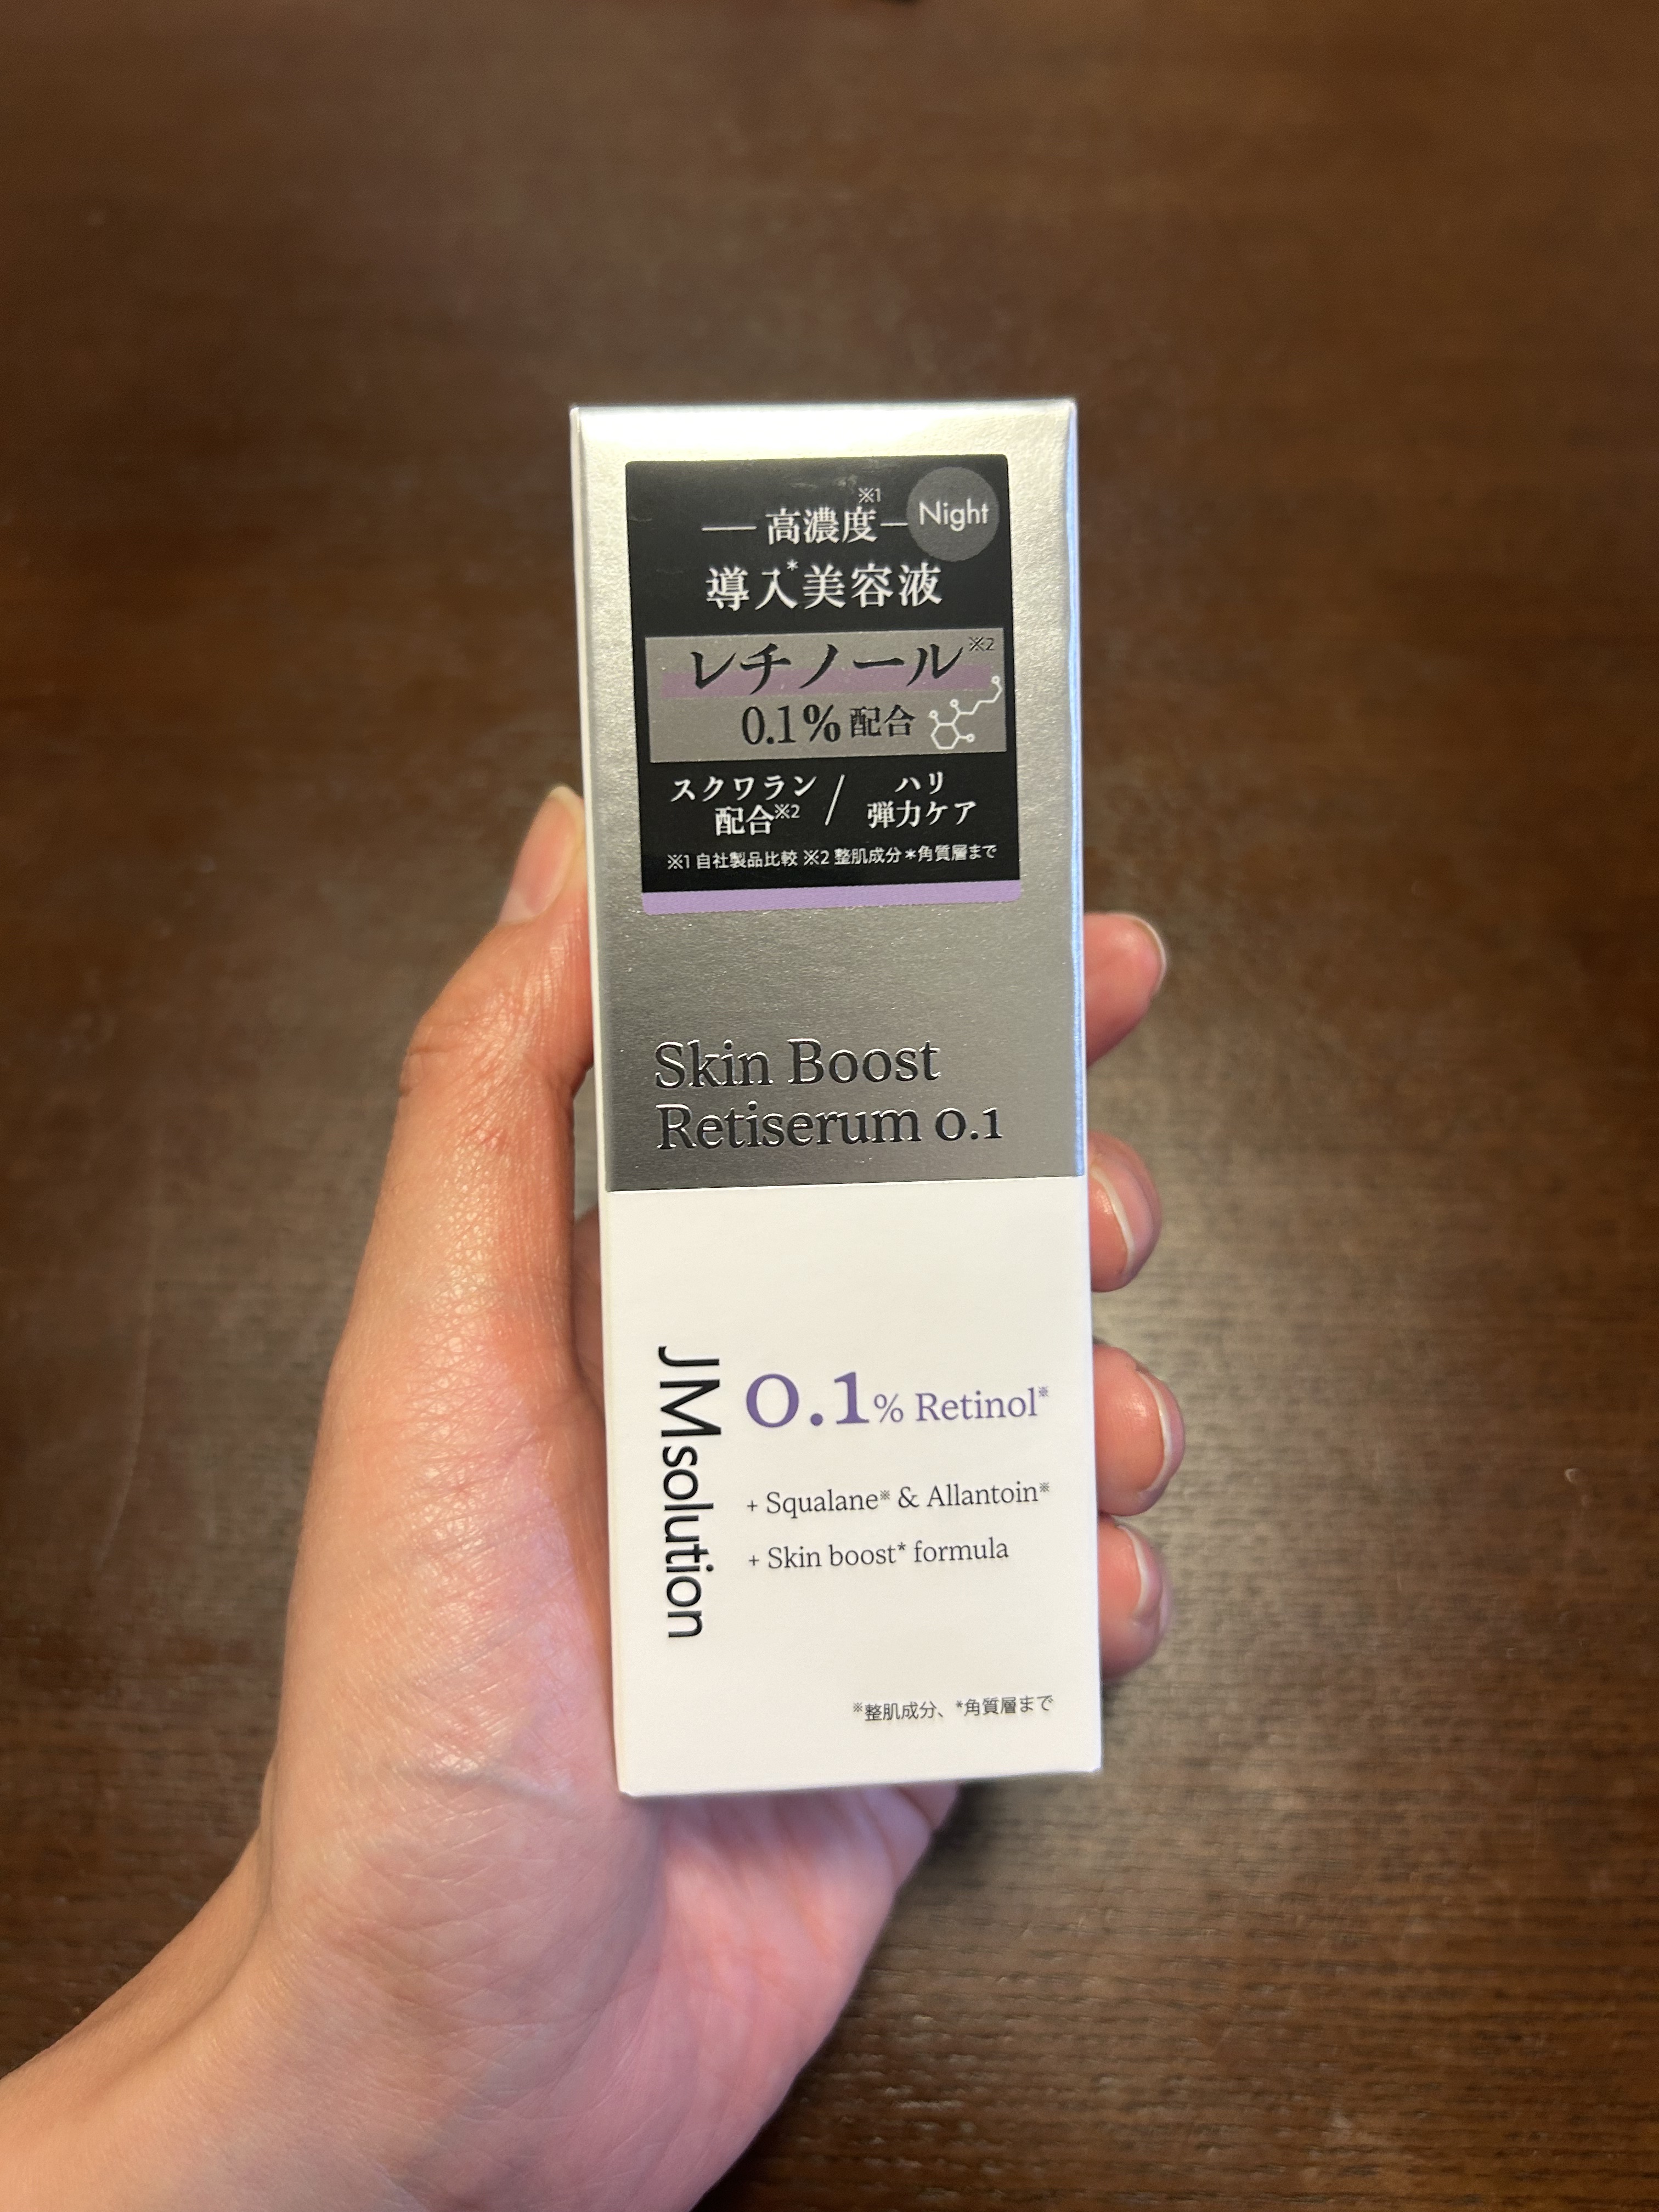 高濃度※1
Night
導入*美容液
レチノール※2
0.1%配合
スクワラン
配合※2
/
ハリ
弾力ケア
※1 自社製品比較 ※2 整肌成分 *角質層まで
Skin Boost
Retiserum 0.1
JMsolution
0.1% Retinol※
+ Squalane※ & Allantoin※
+ Skin boost* formula
※整肌成分、*角質層まで